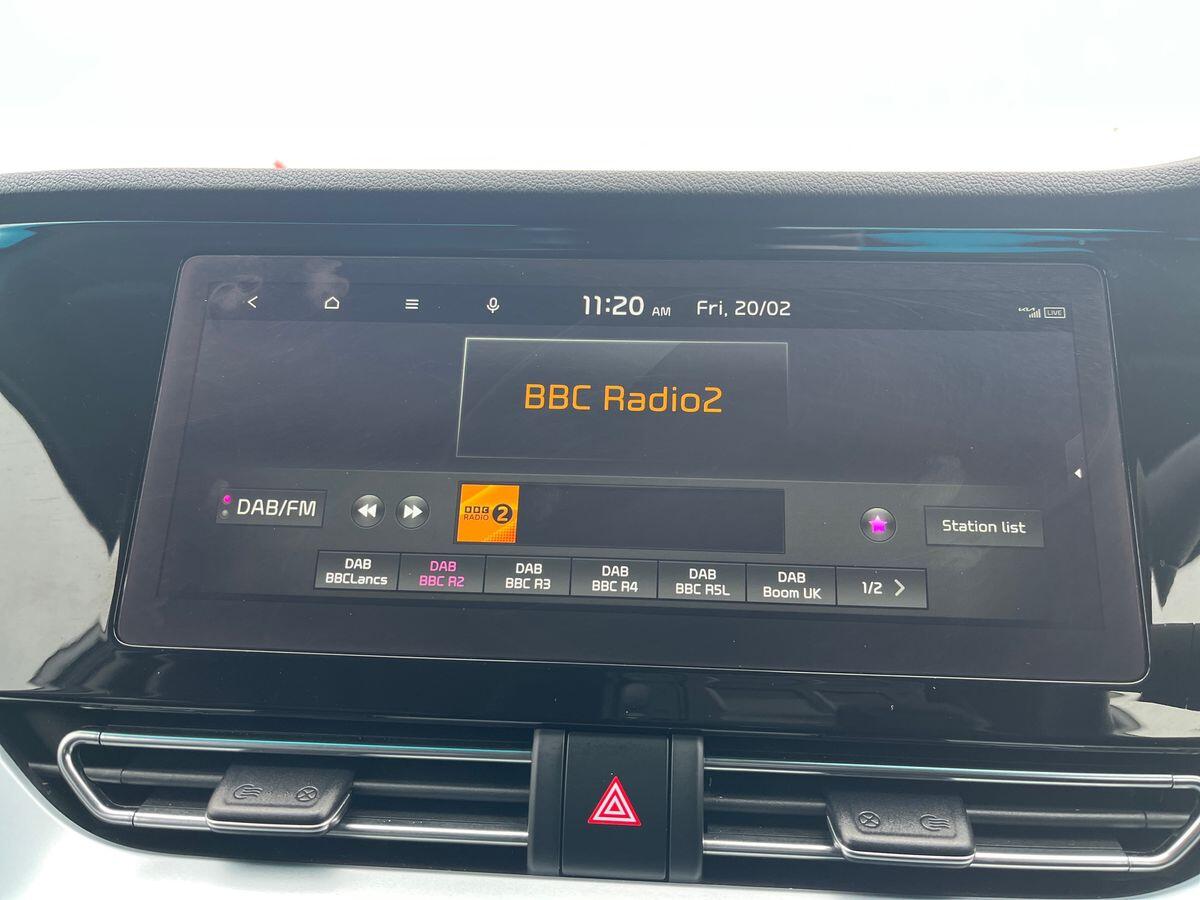 11:20 AM Fri, 20/02
KIA LIVE
BBC Radio2
DAB/FM
BBC
RADIO 2
Station list
DAB
BBCLancs
DAB
BBC R2
DAB
BBC R3
DAB
BBC R4
DAB
BBC R5L
DAB
Boom UK
1/2